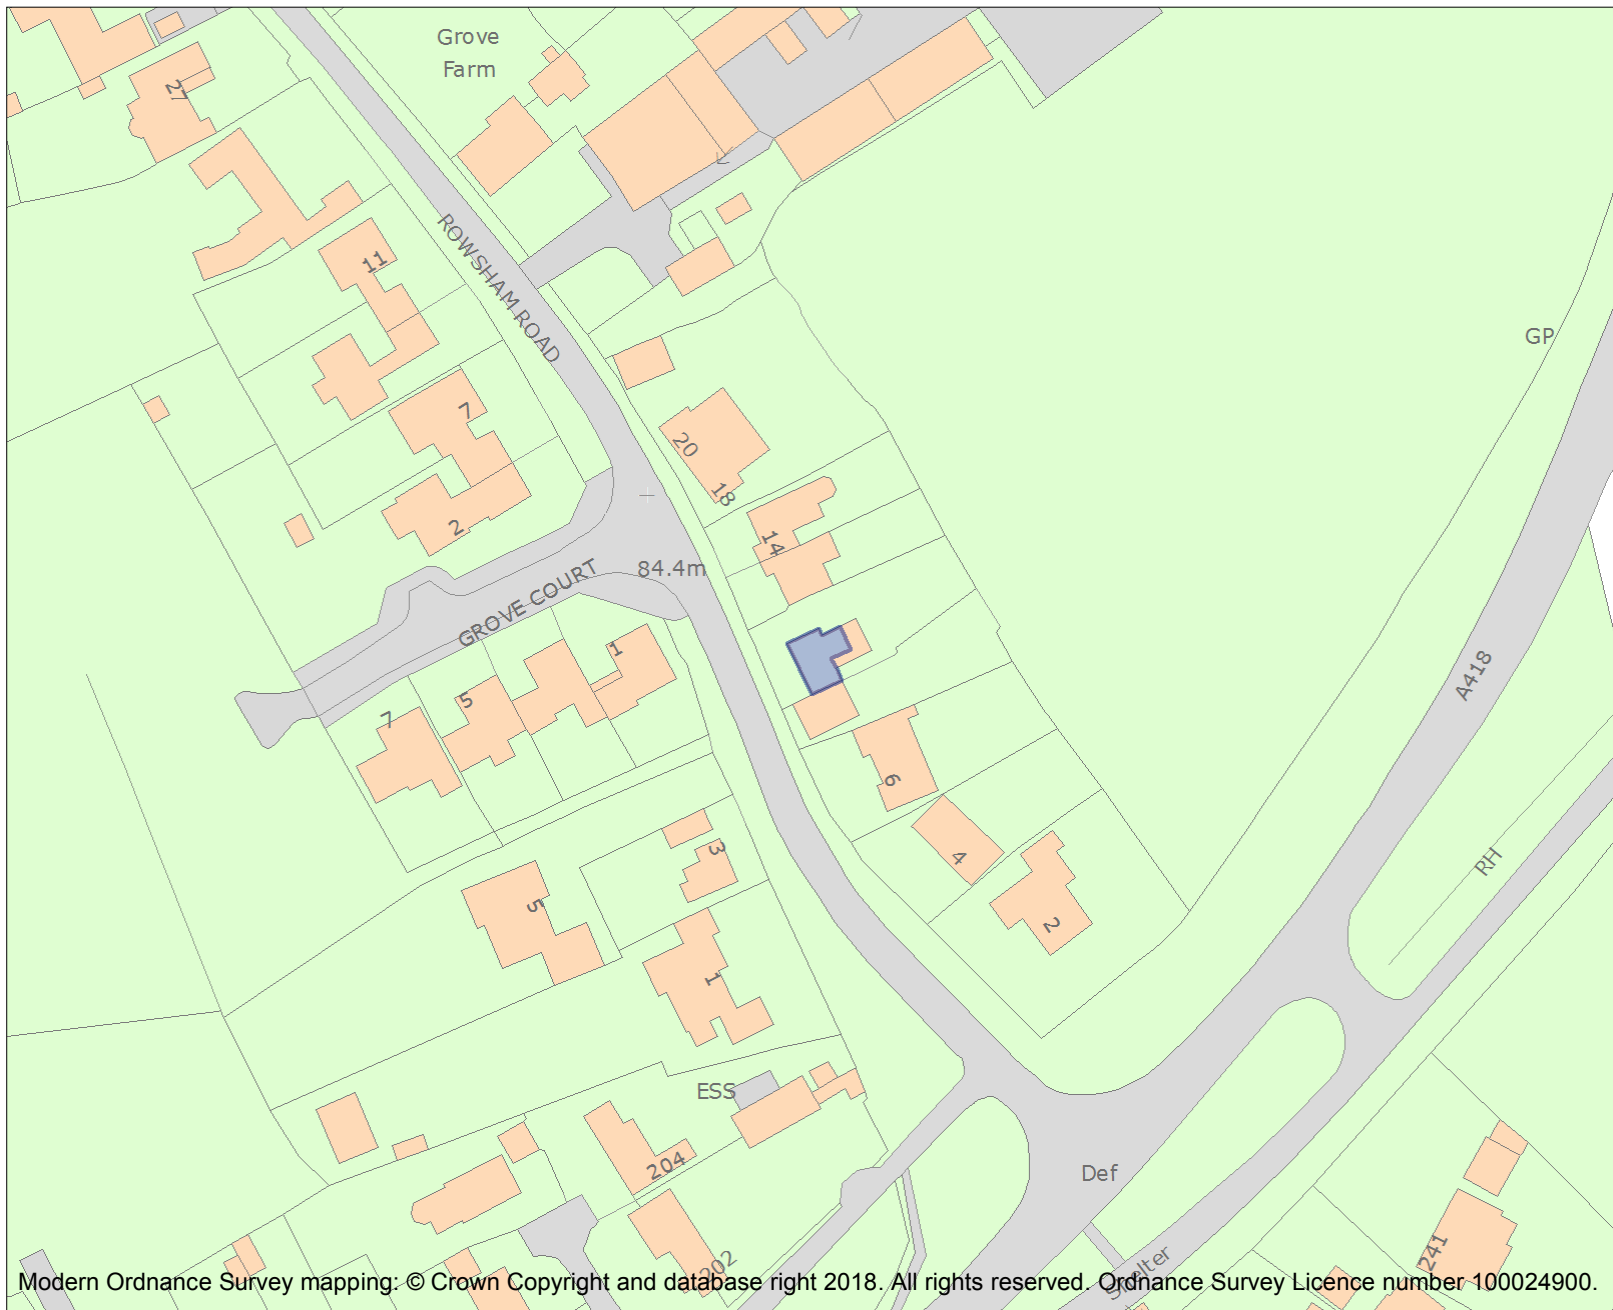 Grove
Farm
27
11
ROWSHAM ROAD
GP
7
20
18
2
14
84.4m
GROVE COURT
1
5
7
A418
6
3
4
RH
5
2
1
ESS
204
Def
202
241
Shelter
Modern Ordnance Survey mapping: © Crown Copyright and database right 2018. All rights reserved. Ordnance Survey Licence number 100024900.